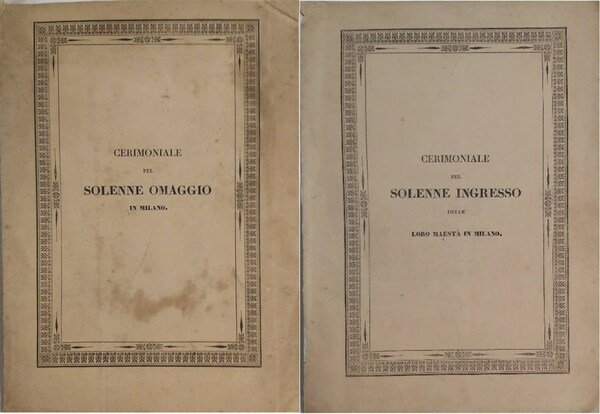 CERIMONIALE
PEL
SOLENNE OMAGGIO
IN MILANO.
CERIMONIALE
PEL
SOLENNE INGRESSO
DELLE
LORO MAESTÀ IN MILANO.